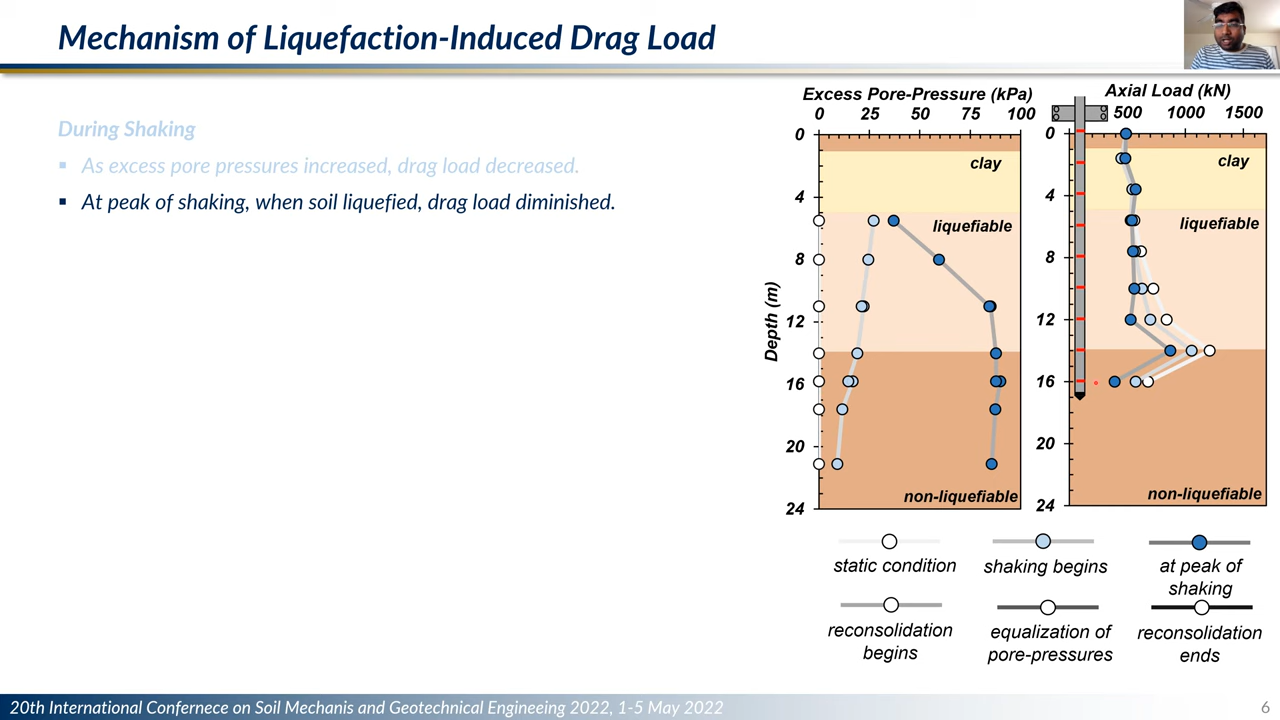 Mechanism of Liquefaction-Induced Drag Load
During Shaking
▪ As excess pore pressures increased, drag load decreased.
▪ At peak of shaking, when soil liquefied, drag load diminished.
Excess Pore-Pressure (kPa)
0 25 50 75 100
Depth (m)
0
4
8
12
16
20
24
clay
liquefiable
non-liquefiable
Axial Load (kN)
500 1000 1500
0
4
8
12
16
20
24
clay
liquefiable
non-liquefiable
static condition
shaking begins
at peak of
shaking
reconsolidation
begins
equalization of
pore-pressures
reconsolidation
ends
20th International Confernece on Soil Mechanis and Geotechnical Engineeing 2022, 1-5 May 2022
6